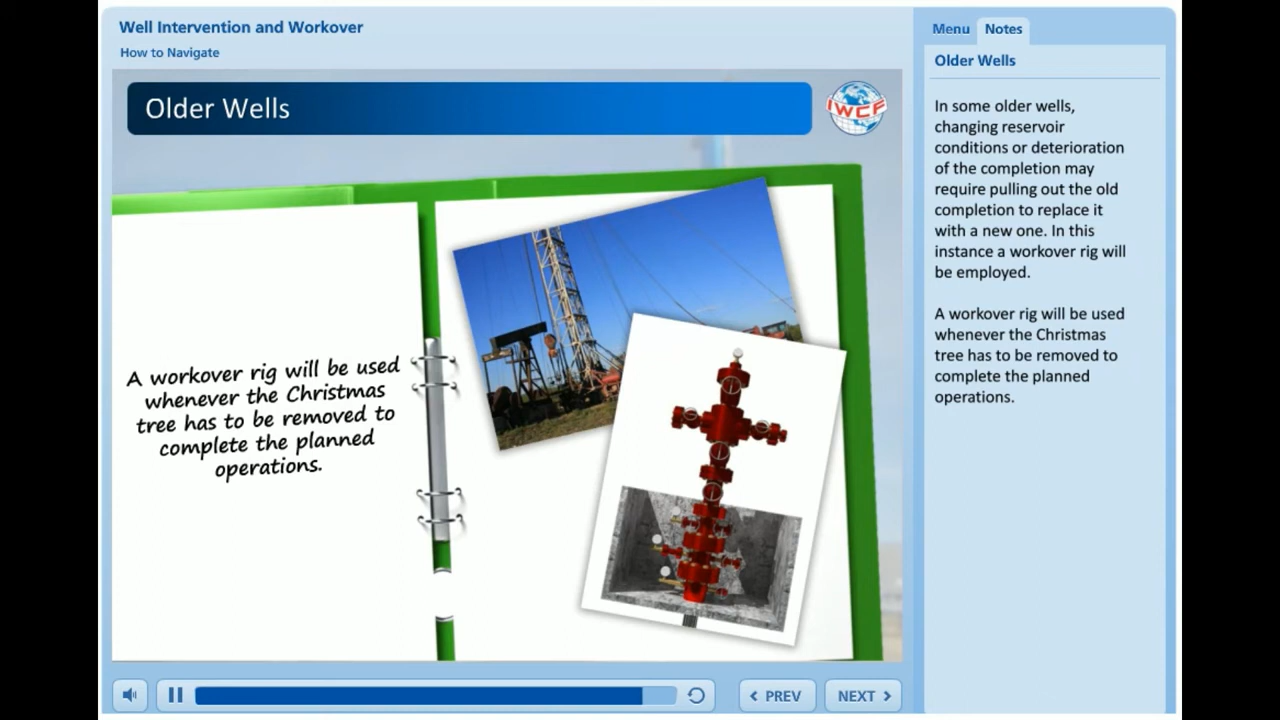 Well Intervention and Workover
How to Navigate
Older Wells
IWCF
A workover rig will be used
whenever the Christmas
tree has to be removed to
complete the planned
operations.
PREV
NEXT
Menu
Notes
Older Wells
In some older wells,
changing reservoir
conditions or deterioration
of the completion may
require pulling out the old
completion to replace it
with a new one. In this
instance a workover rig will
be employed.
A workover rig will be used
whenever the Christmas
tree has to be removed to
complete the planned
operations.